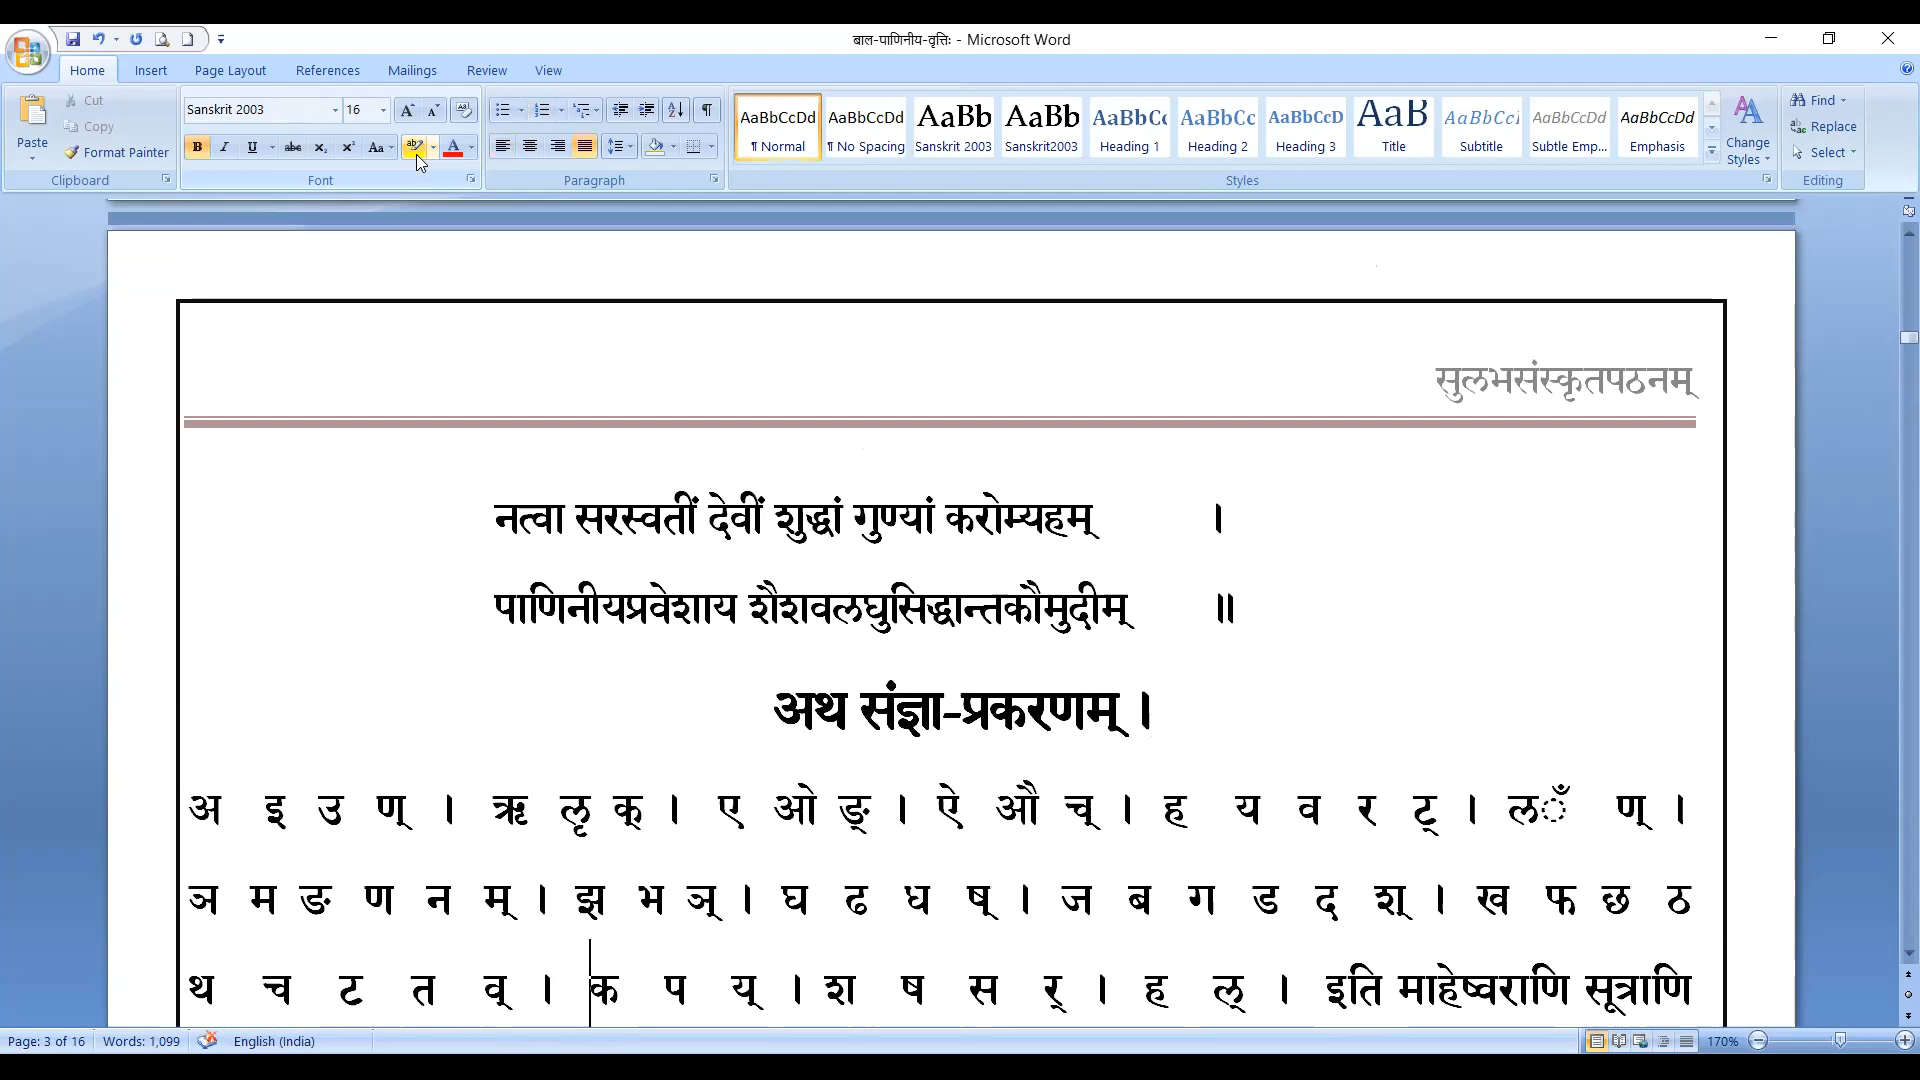 बाल-पाणिनीय-वृत्तिः - Microsoft Word
Home Insert Page Layout References Mailings Review View
Paste
Cut
Copy
Format Painter
Clipboard
Sanskrit 2003 16
Font
Paragraph
AaBbCcDd AaBbCcDd AaBb AaBb AaBbCc AaBbCc AaBbCcD AaB AaBbCcI AaBbCcDd AaBbCcDd
¶ Normal ¶ No Spacing Sanskrit 2003 Sanskrit2003 Heading 1 Heading 2 Heading 3 Title Subtitle Subtle Emp... Emphasis
Change Styles
Styles
Find
Replace
Select
Editing
सुलभसंस्कृतपठनम्
नत्वा सरस्वतीं देवीं शुद्धां गुण्यां करोम्यहम् ।
पाणिनीयप्रवेशाय शैशवलघुसिद्धान्तकौमुदीम् ॥
अथ संज्ञा-प्रकरणम् ।
अ इ उ ण् । ऋ लृ क् । ए ओ ङ् । ऐ औ च् । ह य व र ट् । ल ँ ण् ।
ञ म ङ ण न म् । झ भ ञ् । घ ढ ध ष् । ज ब ग ड द श् । ख फ छ ठ
थ च ट त व् । क प य् । श ष स र् । ह ल् । इति माहेष्वराणि सूत्राणि
Page: 3 of 16 Words: 1,099 English (India) 170%